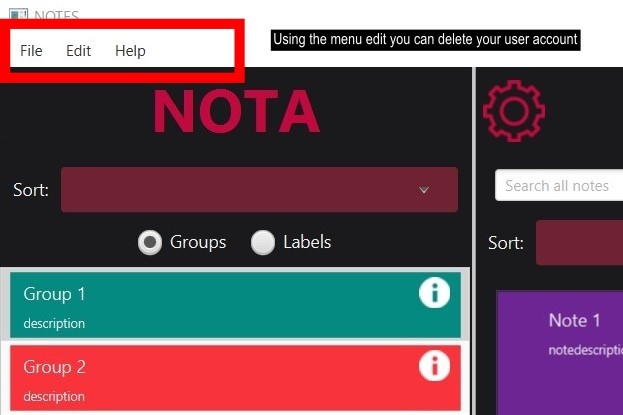 NOTES
File Edit Help
Using the menu edit you can delete your user account
NOTA
Sort:
Groups Labels
Group 1
description
Group 2
description
Search all notes
Sort:
Note 1
notedescripti